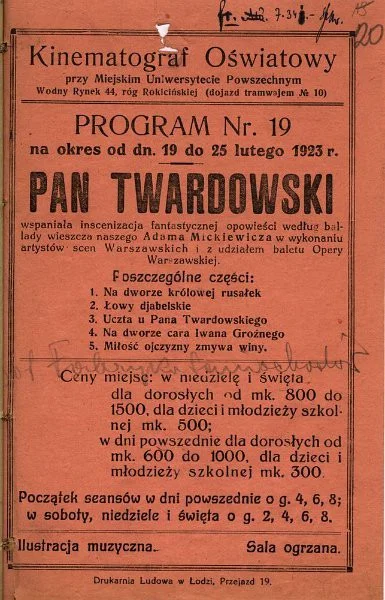 20
Kinematograf Oświatowy
przy Miejskim Uniwersytecie Powszechnym
Wodny Rynek 44, róg Rokicińskiej (dojazd tramwajem № 10)
PROGRAM Nr. 19
na okres od dn. 19 do 25 lutego 1923 r.
PAN TWARDOWSKI
wspaniała inscenizacja fantastycznej opowieści według bal-
lady wieszcza naszego Adama Mickiewicza w wykonaniu
artystów scen Warszawskich i z udziałem baletu Opery
Warszawskiej.
Poszczególne części:
1. Na dworze królowej rusałek
2. Łowy djabelskie
3. Uczta u Pana Twardowskiego
4. Na dworze cara Iwana Groźnego
5. Miłość ojczyzny zmywa winy.
Ceny miejsc: w niedzielę i święta
dla dorosłych od mk. 800 do
1500, dla dzieci i młodzieży szkol-
nej mk. 500;
w dni powszednie dla dorosłych od
mk. 600 do 1000, dla dzieci i
młodzieży szkolnej mk. 300.
Początek seansów w dni powszednie o g. 4, 6, 8;
w soboty, niedziele i święta o g. 2, 4, 6, 8.
Ilustracja muzyczna. Sala ogrzana.
Drukarnia Ludowa w Łodzi, Przejazd 19.